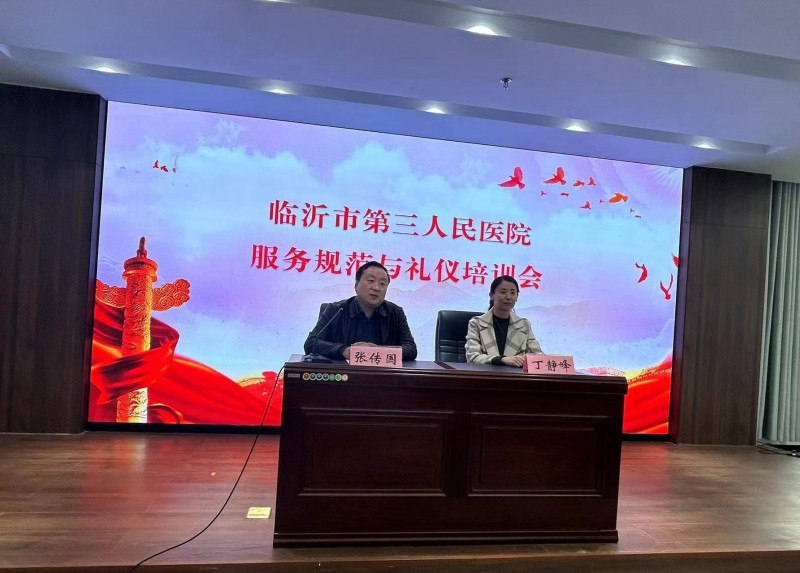 临沂市第三人民医院
服务规范与礼仪培训会
张传国
丁静峰